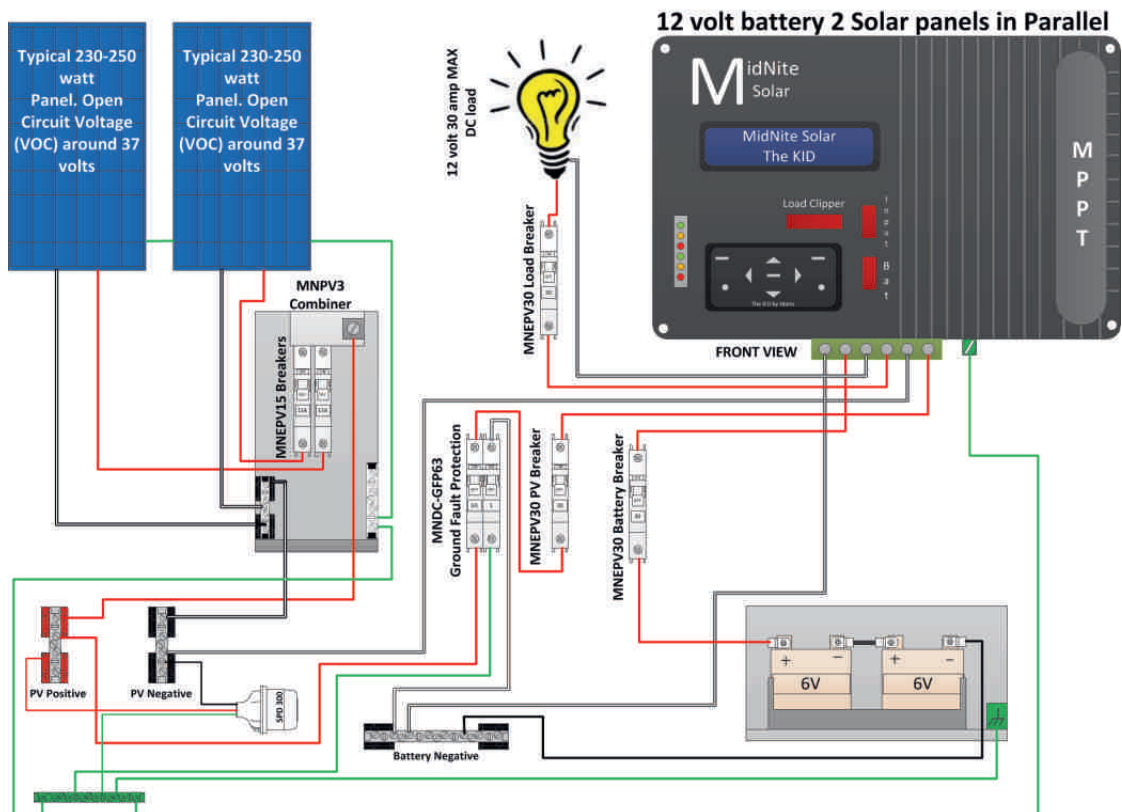 12 volt battery 2 Solar panels in Parallel
Typical 230-250
watt
Panel. Open
Circuit Voltage
(VOC) around 37
volts
Typical 230-250
watt
Panel. Open
Circuit Voltage
(VOC) around 37
volts
12 volt 30 amp MAX
DC load
MidNite
Solar
MidNite Solar
The KID
MPPT
Load Clipper
Input
Bat
MNPV3
Combiner
MNEPV30 Load Breaker
FRONT VIEW
MNEPV15 Breakers
MNDC-GFP63
Ground Fault Protection
MNEPV30 PV Breaker
MNEPV30 Battery Breaker
PV Positive
PV Negative
SPD 300
+
-
+
-
6V
6V
Battery Negative